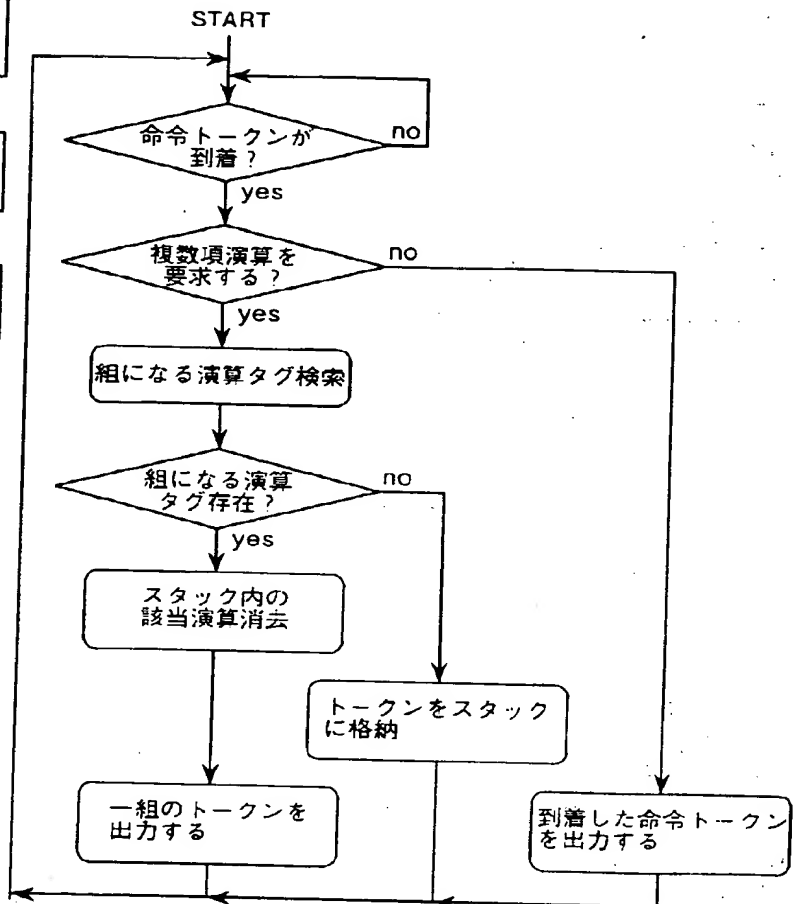 START
命令トークンが
到着?
no
yes
複数項演算を
要求する?
no
yes
組になる演算タグ検索
組になる演算
タグ存在?
no
yes
スタック内の
該当演算消去
トークンをスタック
に格納
一組のトークンを
出力する
到着した命令トークン
を出力する